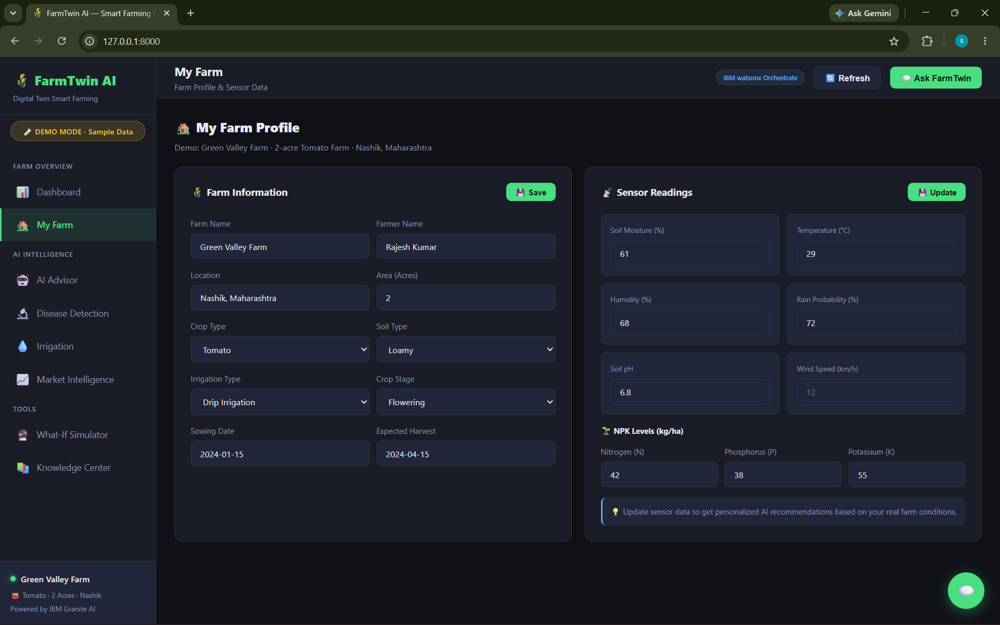 FarmTwin AI — Smart Farming
Ask Gemini
127.0.0.1:8000
S
FarmTwin AI
Digital Twin Smart Farming
DEMO MODE · Sample Data
FARM OVERVIEW
Dashboard
My Farm
AI INTELLIGENCE
AI Advisor
Disease Detection
Irrigation
Market Intelligence
TOOLS
What-If Simulator
Knowledge Center
Green Valley Farm
Tomato · 2 Acres · Nashik
Powered by IBM Granite AI
My Farm
Farm Profile & Sensor Data
IBM watsonx Orchestrate
Refresh
Ask FarmTwin
My Farm Profile
Demo: Green Valley Farm · 2-acre Tomato Farm · Nashik, Maharashtra
Farm Information
Save
Farm Name
Farmer Name
Green Valley Farm
Rajesh Kumar
Location
Area (Acres)
Nashik, Maharashtra
2
Crop Type
Soil Type
Tomato
Loamy
Irrigation Type
Crop Stage
Drip Irrigation
Flowering
Sowing Date
Expected Harvest
2024-01-15
2024-04-15
Sensor Readings
Update
Soil Moisture (%)
Temperature (°C)
61
29
Humidity (%)
Rain Probability (%)
68
72
Soil pH
Wind Speed (km/h)
6.8
12
NPK Levels (kg/ha)
Nitrogen (N)
Phosphorus (P)
Potassium (K)
42
38
55
Update sensor data to get personalized AI recommendations based on your real farm conditions.